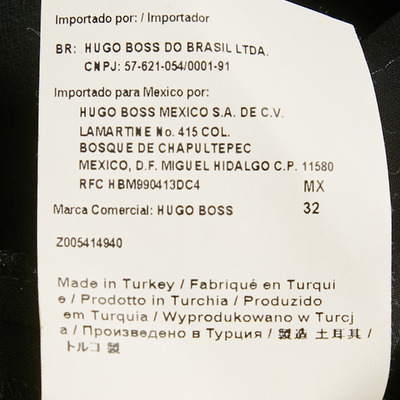 Importado por: / Importador
BR: HUGO BOSS DO BRASIL LTDA.
CNPJ: 57-621-054/0001-91
Importado para Mexico por:
HUGO BOSS MEXICO S.A. DE C.V.
LAMARTINE No. 415 COL.
BOSQUE DE CHAPULTEPEC
MEXICO, D.F. MIGUEL HIDALGO C.P. 11580
RFC HBM990413DC4 MX
Marca Comercial: HUGO BOSS 32
Z005414940
Made in Turkey / Fabriqué en Turqui
e / Prodotto in Turchia / Produzido
em Turquia / Wyprodukowano w Turcj
a / Произведено в Турции / 製造 土耳其 /
トルコ 製